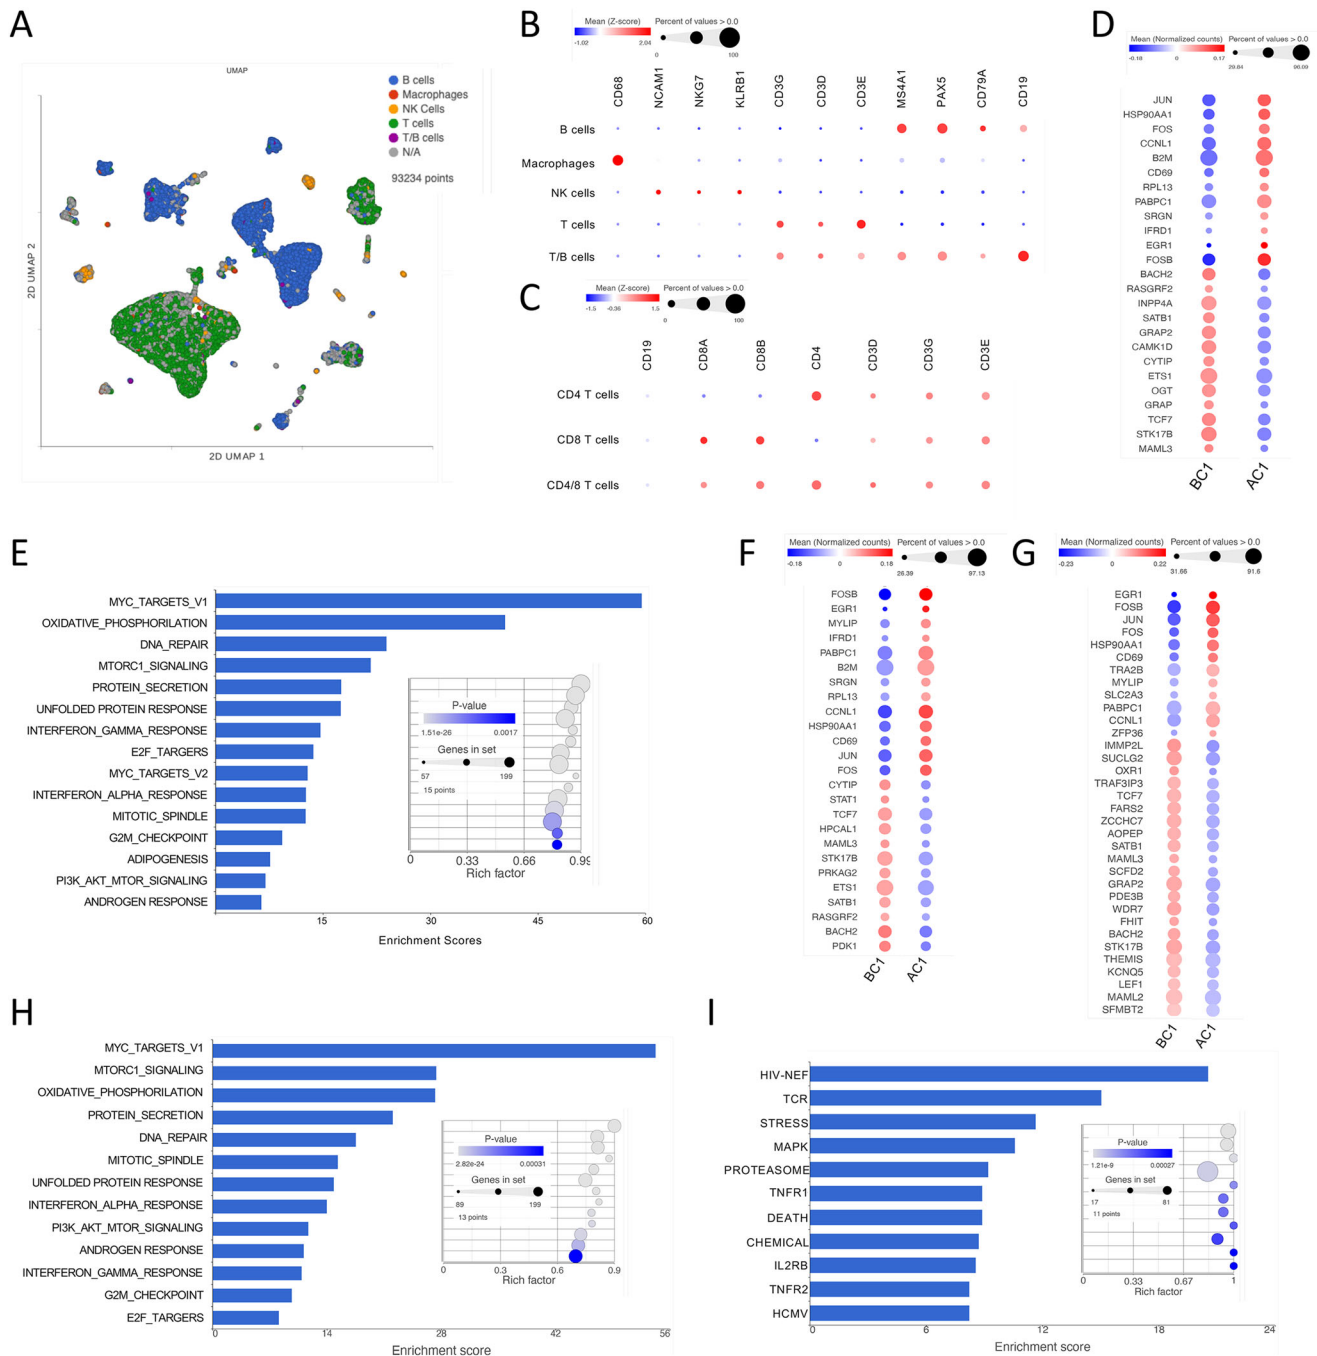 A
UMAP
B cells
Macrophages
NK Cells
T cells
T/B cells
N/A
93234 points
2D UMAP 2
2D UMAP 1
B
Mean (Z-score)
Percent of values > 0.0
-1.02
2.04
0
100
CD68
NCAM1
NKG7
KLRB1
CD3G
CD3D
CD3E
MS4A1
PAX5
CD79A
CD19
B cells
Macrophages
NK cells
T cells
T/B cells
C
Mean (Z-score)
Percent of values > 0.0
-1.5
-0.36
1.5
0
100
CD19
CD8A
CD8B
CD4
CD3D
CD3G
CD3E
CD4 T cells
CD8 T cells
CD4/8 T cells
D
Mean (Normalized counts)
Percent of values > 0.0
-0.18
0
0.17
JUN
HSP90AA1
FOS
CCNL1
B2M
CD69
RPL13
PABPC1
SRGN
IFRD1
EGR1
FOSB
BACH2
RASGRF2
INPP4A
SATB1
GRAP2
CAMK1D
CYTIP
ETS1
OGT
GRAP
TCF7
STK17B
MAML3
BC1
AC1
E
MYC_TARGETS_V1
OXIDATIVE_PHOSPHORILATION
DNA_REPAIR
MTORC1_SIGNALING
PROTEIN_SECRETION
UNFOLDED PROTEIN RESPONSE
INTERFERON_GAMMA_RESPONSE
E2F_TARGERS
MYC_TARGETS_V2
INTERFERON_ALPHA_RESPONSE
MITOTIC_SPINDLE
G2M_CHECKPOINT
ADIPOGENESIS
PI3K_AKT_MTOR_SIGNALING
ANDROGEN RESPONSE
15
30
45
60
Enrichment Scores
P-value
1.51e-26
0.0017
Genes in set
57
199
15 points
0
0.33
0.66
0.99
Rich factor
F
Mean (Normalized counts)
Percent of values > 0.0
-0.18
0
0.18
26.39
97.13
FOSB
EGR1
MYLIP
IFRD1
PABPC1
B2M
SRGN
RPL13
CCNL1
HSP90AA1
CD69
JUN
FOS
CYTIP
STAT1
TCF7
HPCAL1
MAML3
STK17B
PRKAG2
ETS1
SATB1
RASGRF2
BACH2
PDK1
BC1
AC1
G
Mean (Normalized counts)
Percent of values > 0.0
-0.23
0
0.22
31.66
91.6
EGR1
FOSB
JUN
FOS
HSP90AA1
CD69
TRA2B
MYLIP
SLC2A3
PABPC1
CCNL1
ZFP36
IMMP2L
SUCLG2
OXR1
TRAF3IP3
TCF7
FARS2
ZCCHC7
AOPEP
SATB1
MAML3
SCFD2
GRAP2
PDE3B
WDR7
FHIT
BACH2
STK17B
THEMIS
KCNQ5
LEF1
MAML2
SFMBT2
BC1
AC1
H
MYC_TARGETS_V1
MTORC1_SIGNALING
OXIDATIVE_PHOSPHORILATION
PROTEIN_SECRETION
DNA_REPAIR
MITOTIC_SPINDLE
UNFOLDED PROTEIN RESPONSE
INTERFERON_ALPHA_RESPONSE
PI3K_AKT_MTOR_SIGNALING
ANDROGEN RESPONSE
INTERFERON_GAMMA_RESPONSE
G2M_CHECKPOINT
E2F_TARGERS
0
14
28
42
56
Enrichment score
P-value
2.82e-24
0.00031
Genes in set
89
199
13 points
0
0.3
0.6
0.9
Rich factor
I
HIV-NEF
TCR
STRESS
MAPK
PROTEASOME
TNFR1
DEATH
CHEMICAL
IL2RB
TNFR2
HCMV
0
6
12
18
24
Enrichment score
P-value
1.21e-9
0.00027
Genes in set
17
81
11 points
0
0.33
0.67
1
Rich factor